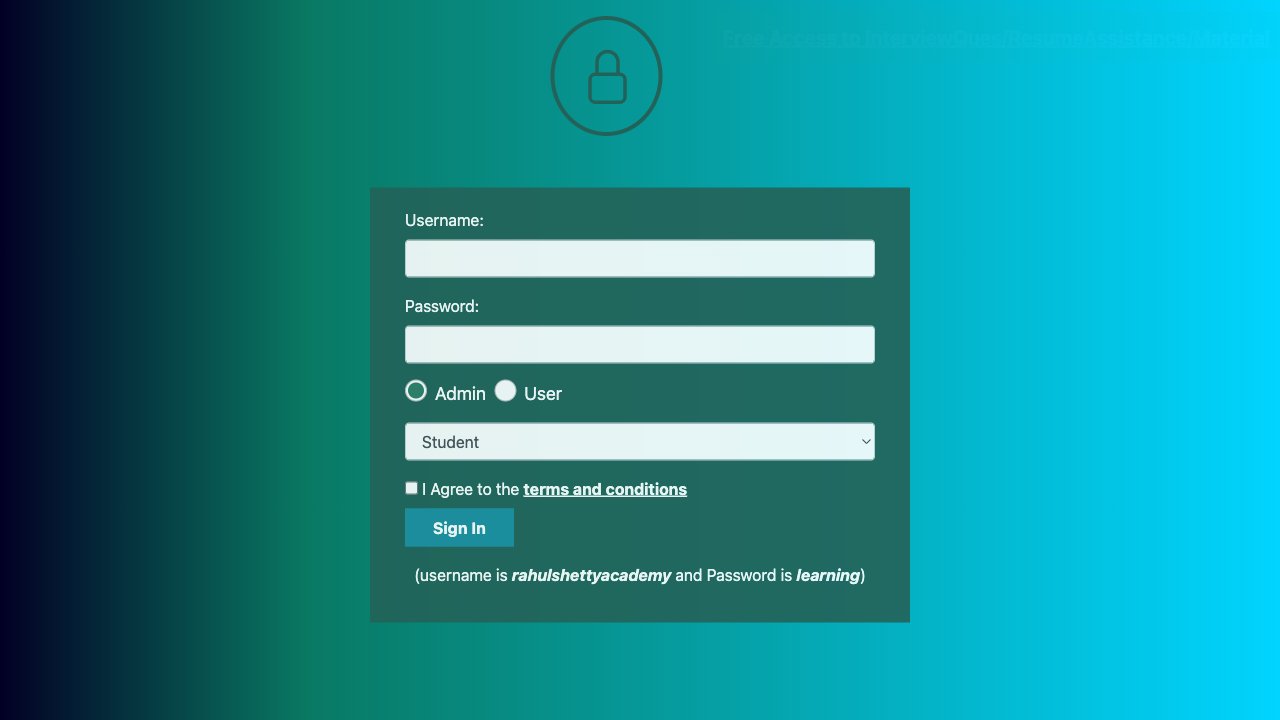 Free Access to InterviewQues/ResumeAssistance/Material
Username:
Password:
Admin User
Student
I Agree to the terms and conditions
Sign In
(username is rahulshettyacademy and Password is learning)